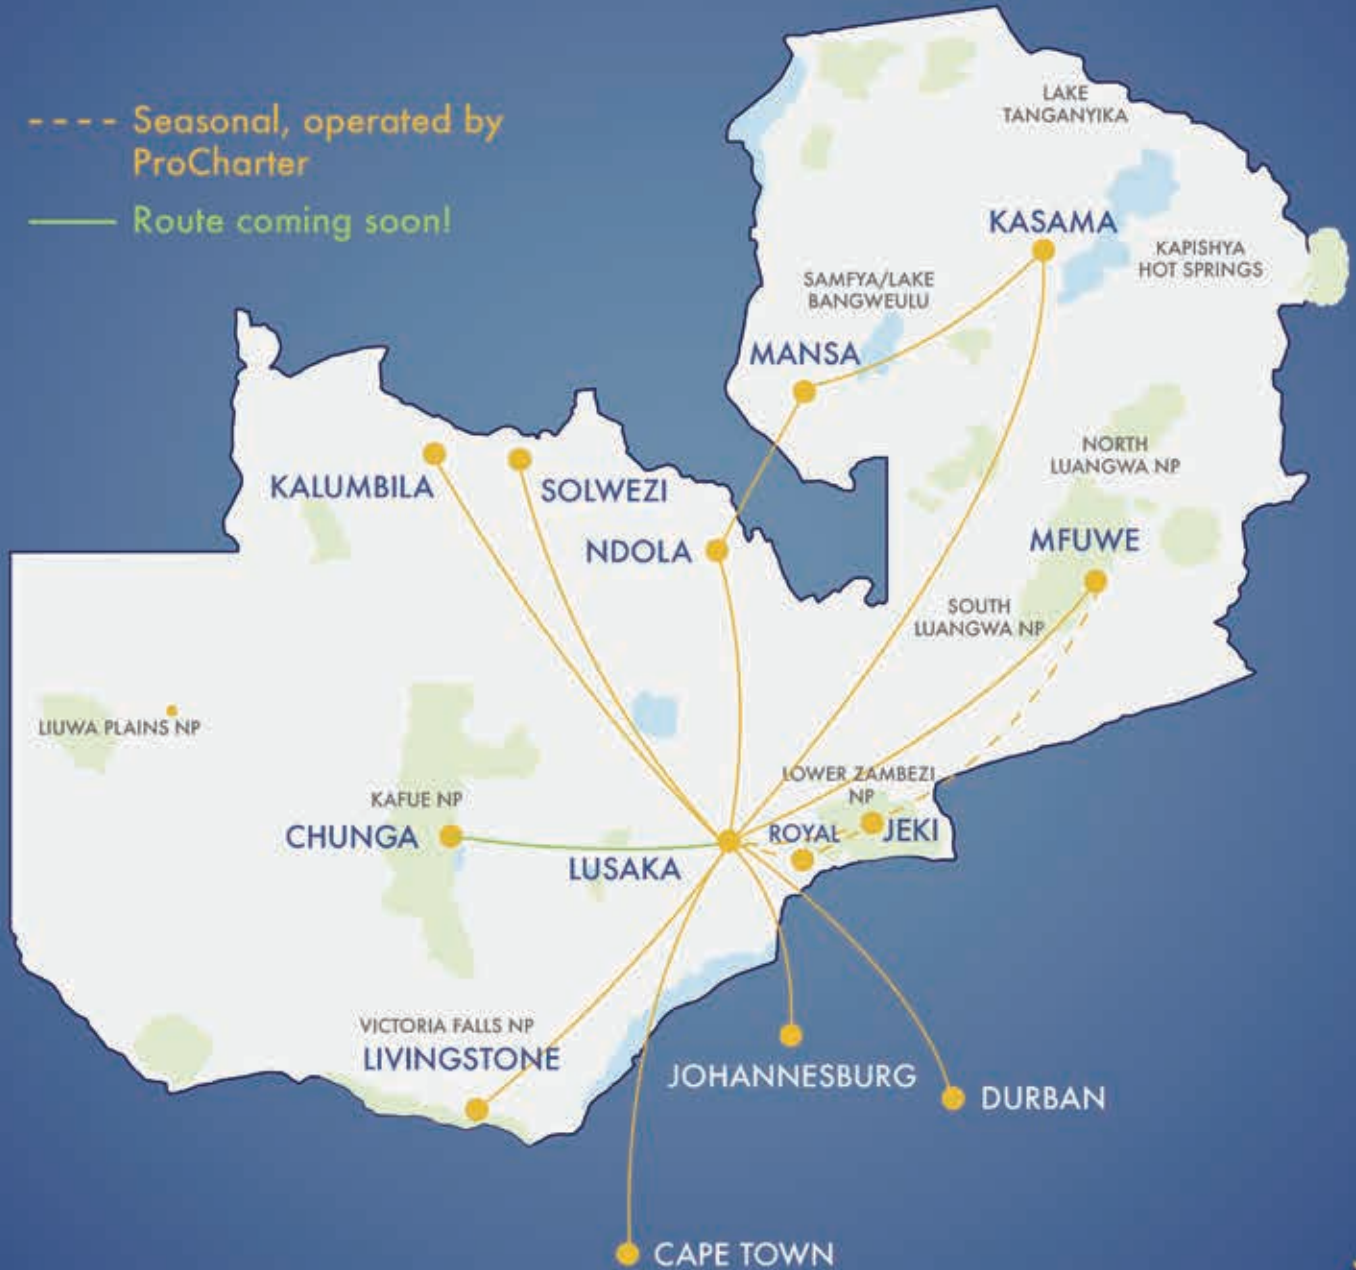 Seasonal, operated by
ProCharter
Route coming soon!
LAKE
TANGANYIKA
KASAMA
KAPISHYA
HOT SPRINGS
SAMFYA/LAKE
BANGWEULU
MANSA
NORTH
LUANGWA NP
KALUMBILA
SOLWEZI
NDOLA
MFUWE
SOUTH
LUANGWA NP
LIUWA PLAINS NP
KAFUE NP
CHUNGA
LUSAKA
LOWER ZAMBEZI
NP
ROYAL
JEKI
VICTORIA FALLS NP
LIVINGSTONE
JOHANNESBURG
DURBAN
CAPE TOWN